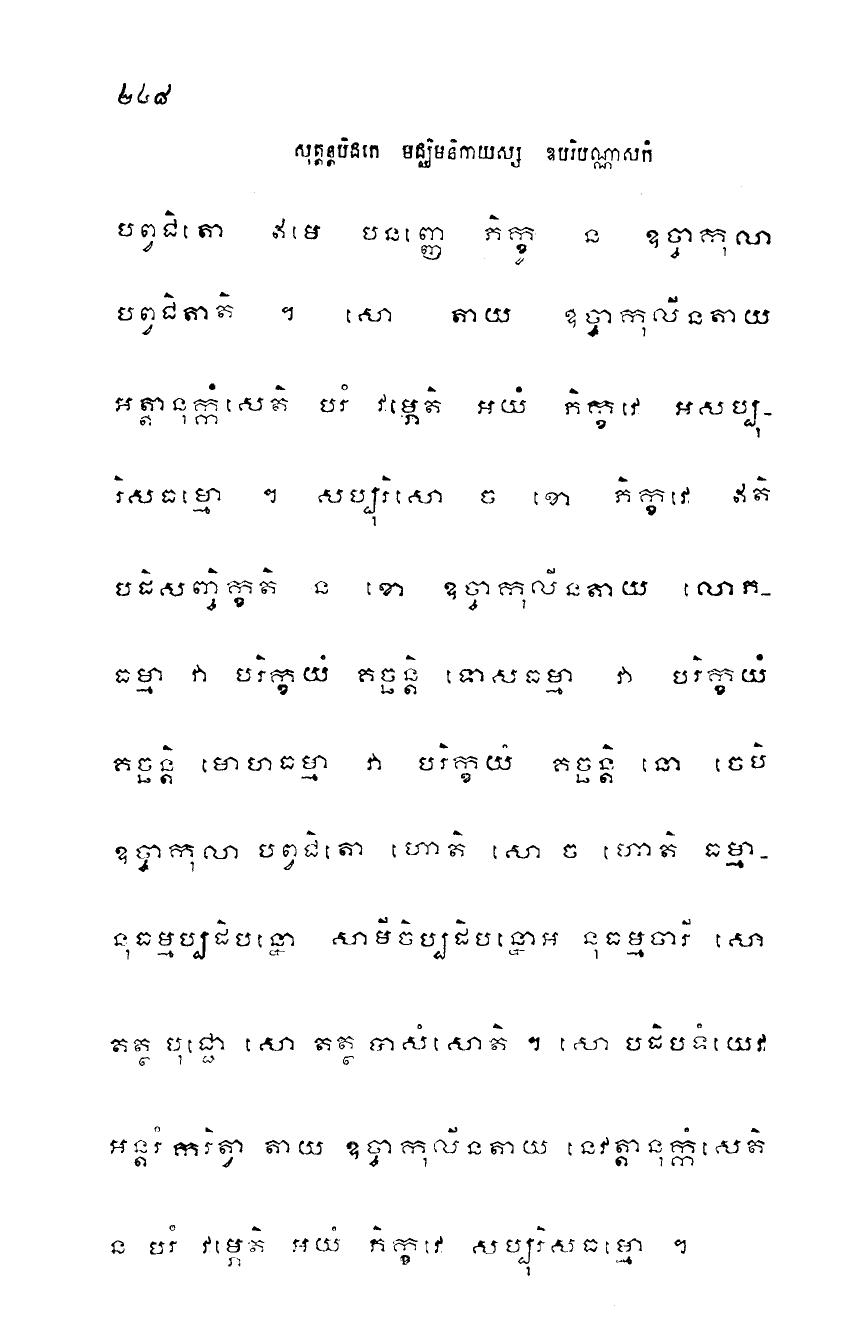 ២៤៨
សុត្តន្តបិដកេ មជ្ឈិមនិកាយស្ស ឧបរិបណ្ណាសកំ
បព្វជិតោ ឥមេ បនញ្ញេ ភិក្ខូ ន ឧច្ចាកុលា
បព្វជិតាតិ ។ សោ តាយ ឧច្ចាកុលីនតាយ
អត្តានុក្កំសេតិ បរំ វម្ភេតិ អយំ ភិក្ខវេ អសប្បុ-
រិសធម្មោ ។ សប្បុរិសោ ច ខោ ភិក្ខវេ ឥតិ
បដិសញ្ចិក្ខតិ ន ខោ ឧច្ចាកុលីនតាយ លោភ-
ធម្មា វា បរិក្ខយំ គច្ឆន្តិ ទោសធម្មា វា បរិក្ខយំ
គច្ឆន្តិ មោហធម្មា វា បរិក្ខយំ គច្ឆន្តិ នោ ចេបិ
ឧច្ចាកុលា បព្វជិតោ ហោតិ សោ ច ហោតិ ធម្មា-
នុធម្មប្បដិបន្នោ សាមីចិប្បដិបន្នោអ នុធម្មចារី សោ
តត្ថ បុជ្ជោ សោ តត្ថ បាសំសោតិ ។ សោ បដិបទំយេវ
អន្តរំ ករិត្វា តាយ ឧច្ចាកុលីនតាយ នេវត្តានុក្កំសេតិ
ន បរំ វម្ភេតិ អយំ ភិក្ខវេ សប្បុរិសធម្មោ ។